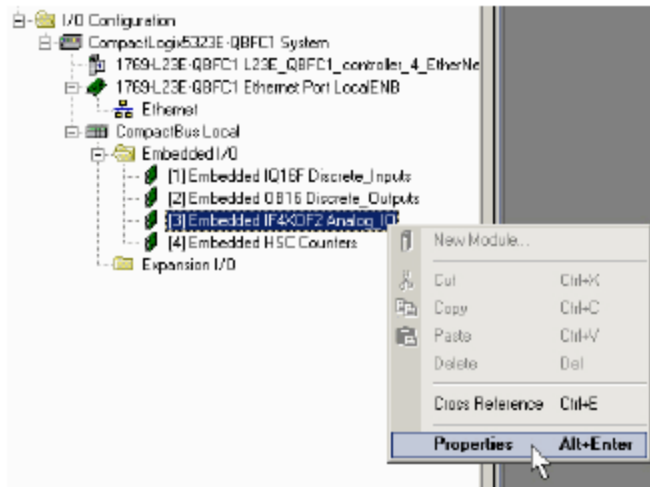 I/O Configuration
CompactLogix5323E-QBFC1 System
1769-L23E-QBFC1 L23E_QBFC1_controller_4_EtherNe
1769-L23E-QBFC1 Ethernet Port LocalENB
Ethernet
CompactBus Local
Embedded I/O
[1] Embedded IQ16F Discrete_Inputs
[2] Embedded OB16 Discrete_Outputs
[3] Embedded IF4XOF2 Analog_IO
[4] Embedded HSC Counters
Expansion I/O
New Module...
Cut Ctrl+X
Copy Ctrl+C
Paste Ctrl+V
Delete Del
Cross Reference Ctrl+E
Properties Alt+Enter